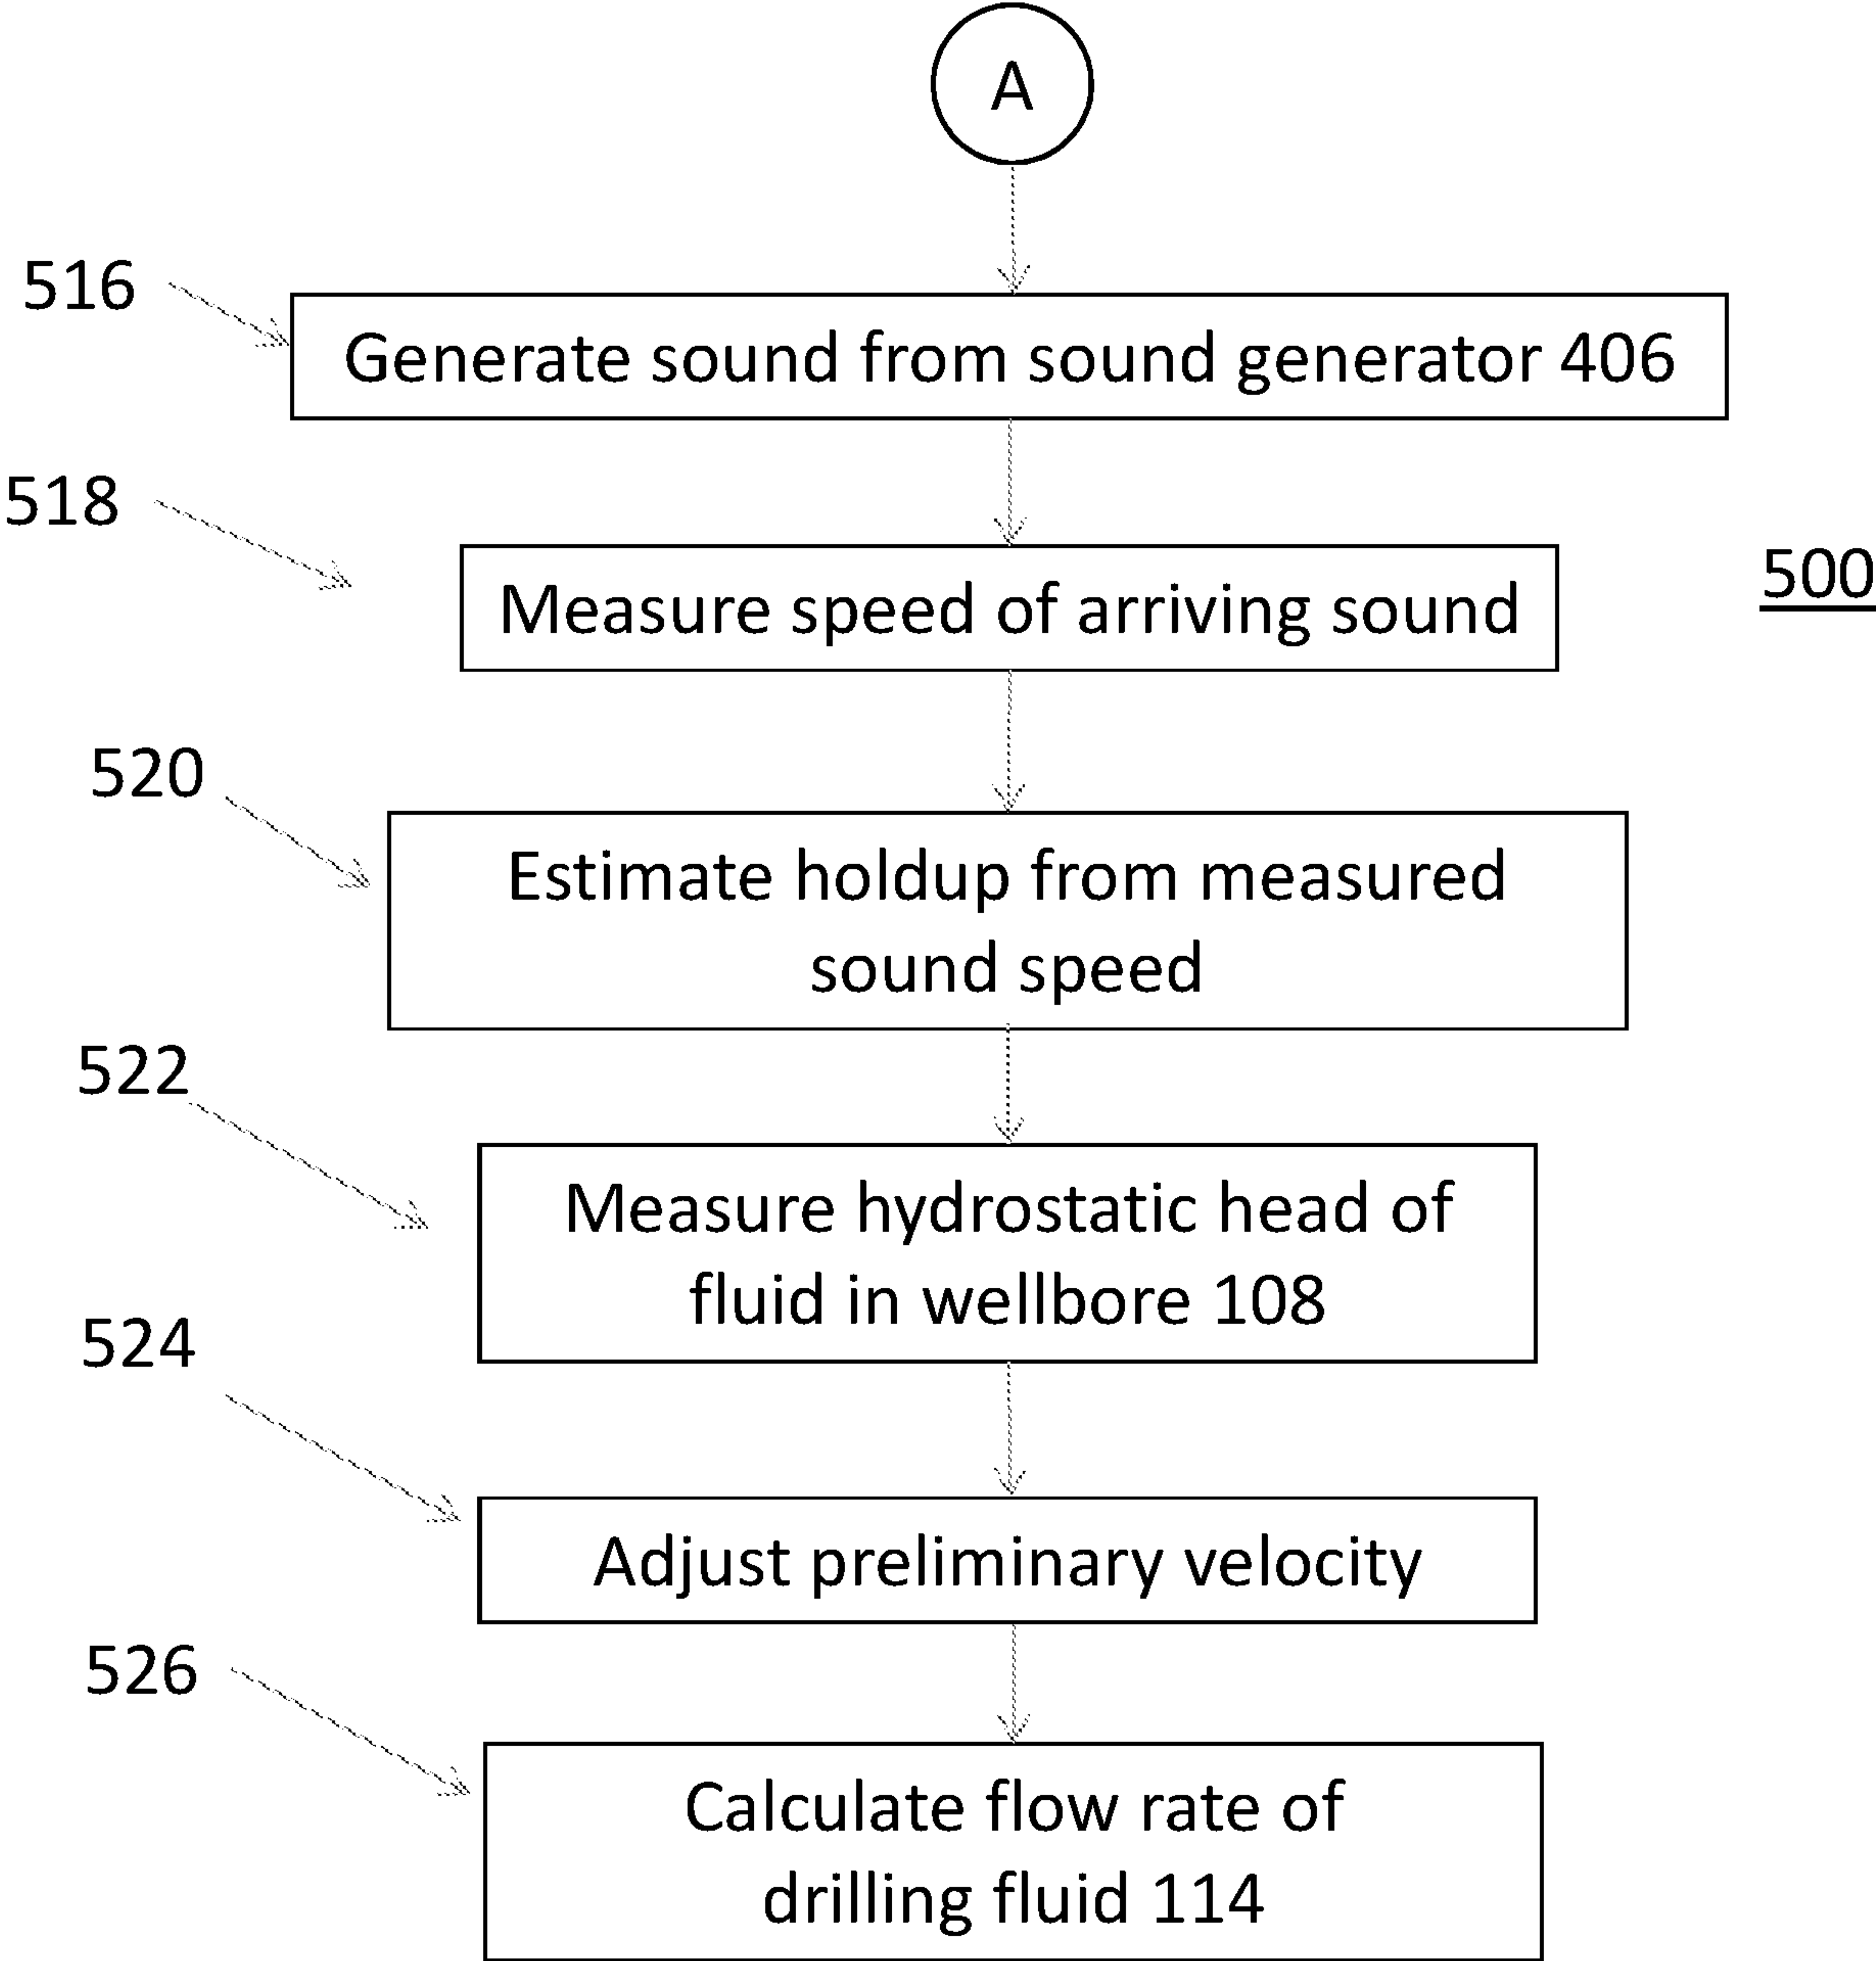 A
516
Generate sound from sound generator 406
518
Measure speed of arriving sound
500
520
Estimate holdup from measured
sound speed
522
Measure hydrostatic head of
fluid in wellbore 108
524
Adjust preliminary velocity
526
Calculate flow rate of
drilling fluid 114